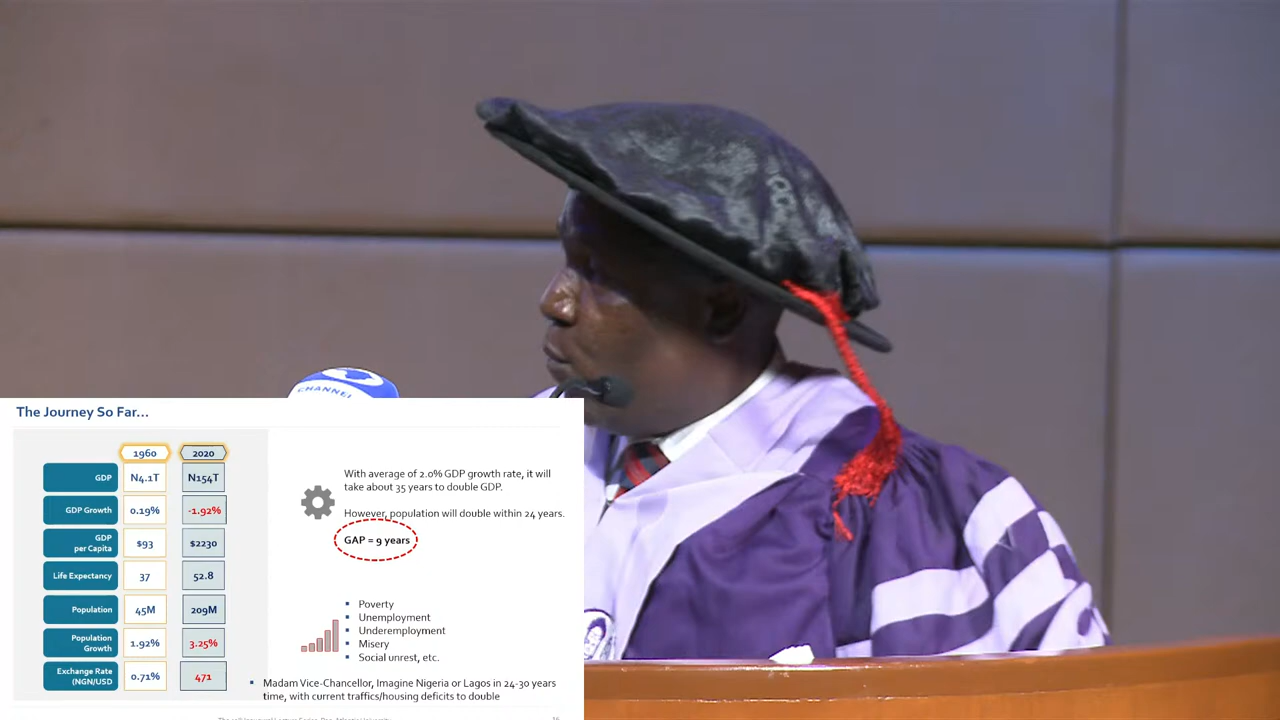 CHANNEL
The Journey So Far...
1960 2020
GDP N4.1T N154T
GDP Growth 0.19% -1.92%
GDP
per Capita $93 $2230
Life Expectancy 37 52.8
Population 45M 209M
Population
Growth 1.92% 3.25%
Exchange Rate
(NGN/USD 0.71% 471
With average of 2.0% GDP growth rate, it will
take about 35 years to double GDP.
However, population will double within 24 years.
GAP = 9 years
▪ Poverty
▪ Unemployment
▪ Underemployment
▪ Misery
▪ Social unrest, etc.
▪ Madam Vice-Chancellor, Imagine Nigeria or Lagos in 24-30 years
time, with current traffics/housing deficits to double